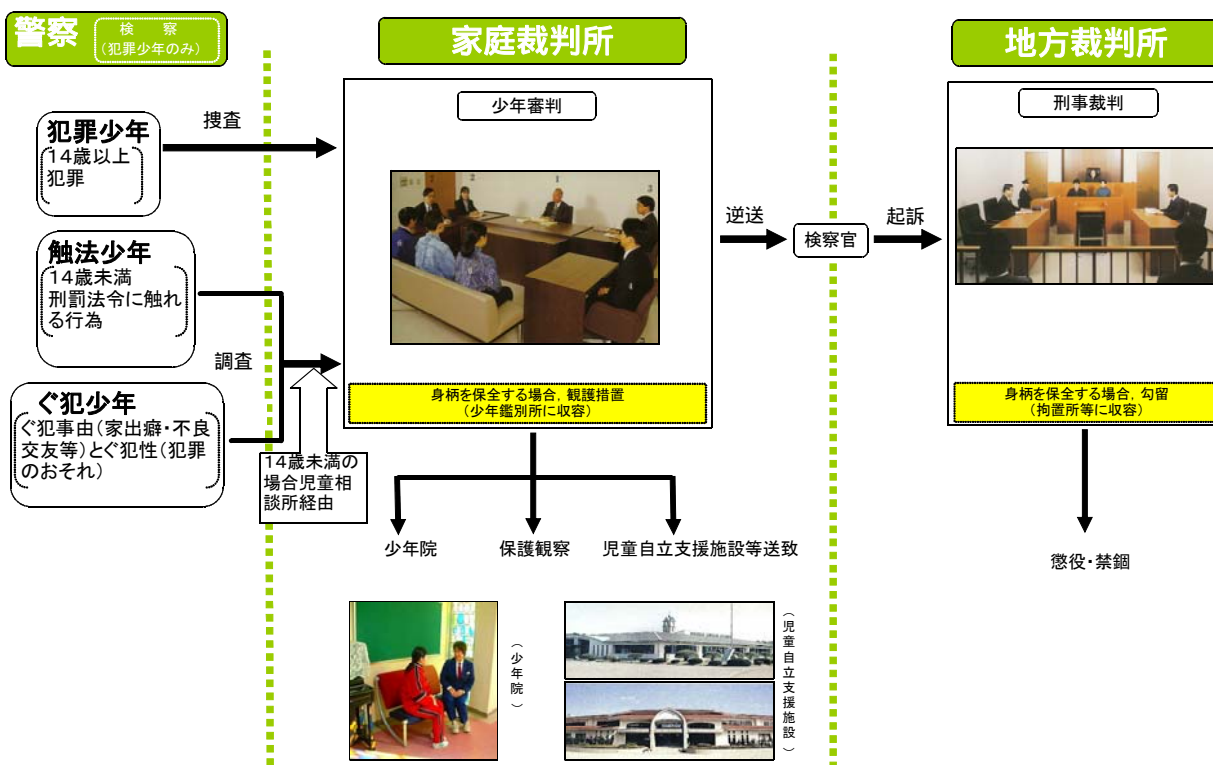 警察
検　察
(犯罪少年のみ)
家庭裁判所
地方裁判所
犯罪少年
14歳以上
犯罪
捜査
触法少年
14歳未満
刑罰法令に触れ
る行為
調査
ぐ犯少年
ぐ犯事由(家出癖・不良
交友等)とぐ犯性(犯罪
のおそれ)
14歳未満の
場合児童相
談所経由
少年審判
1
2
3
身柄を保全する場合，観護措置
(少年鑑別所に収容)
逆送
検察官
起訴
刑事裁判
身柄を保全する場合，勾留
(拘置所等に収容)
少年院
保護観察
児童自立支援施設等送致
懲役・禁錮
(少年院)
(児童自立支援施設)